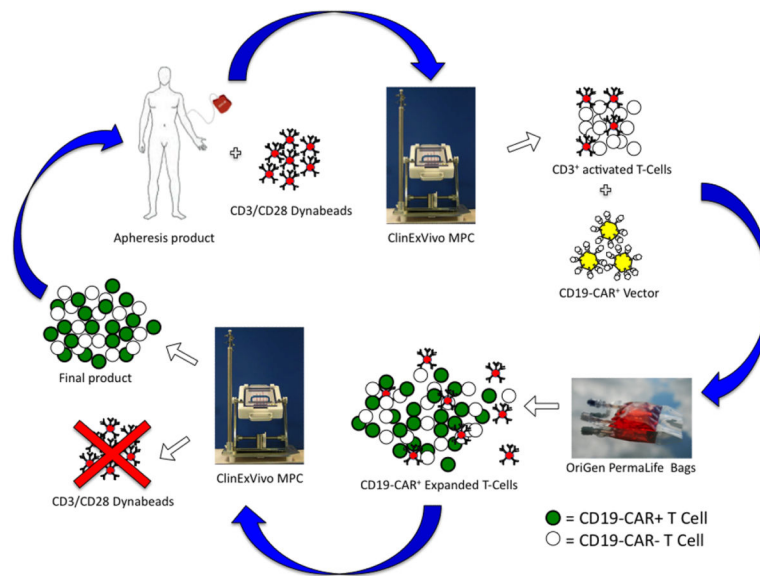 Apheresis product
CD3/CD28 Dynabeads
ClinExVivo MPC
CD3⁺ activated T-Cells
CD19-CAR⁺ Vector
OriGen PermaLife Bags
CD19-CAR⁺ Expanded T-Cells
ClinExVivo MPC
Final product
CD3/CD28 Dynabeads
= CD19-CAR+ T Cell
= CD19-CAR- T Cell